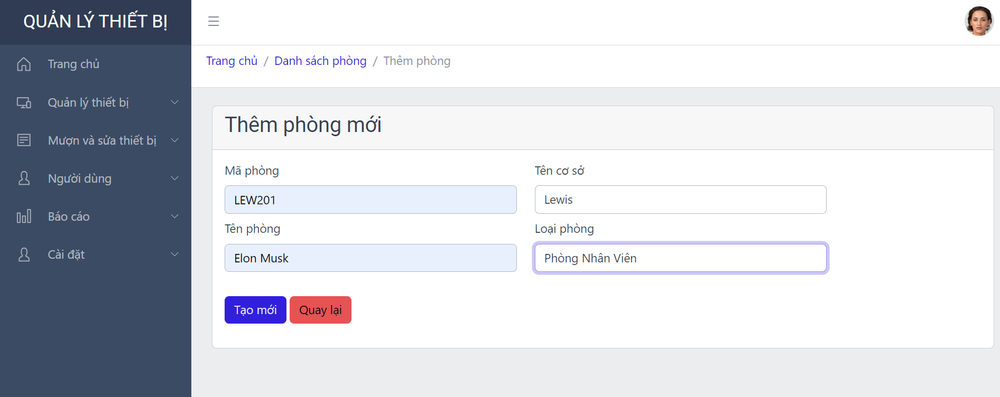 QUẢN LÝ THIẾT BỊ
Trang chủ
Quản lý thiết bị
Mượn và sửa thiết bị
Người dùng
Báo cáo
Cài đặt
Trang chủ / Danh sách phòng / Thêm phòng
Thêm phòng mới
Mã phòng
LEW201
Tên cơ sở
Lewis
Tên phòng
Elon Musk
Loại phòng
Phòng Nhân Viên
Tạo mới
Quay lại